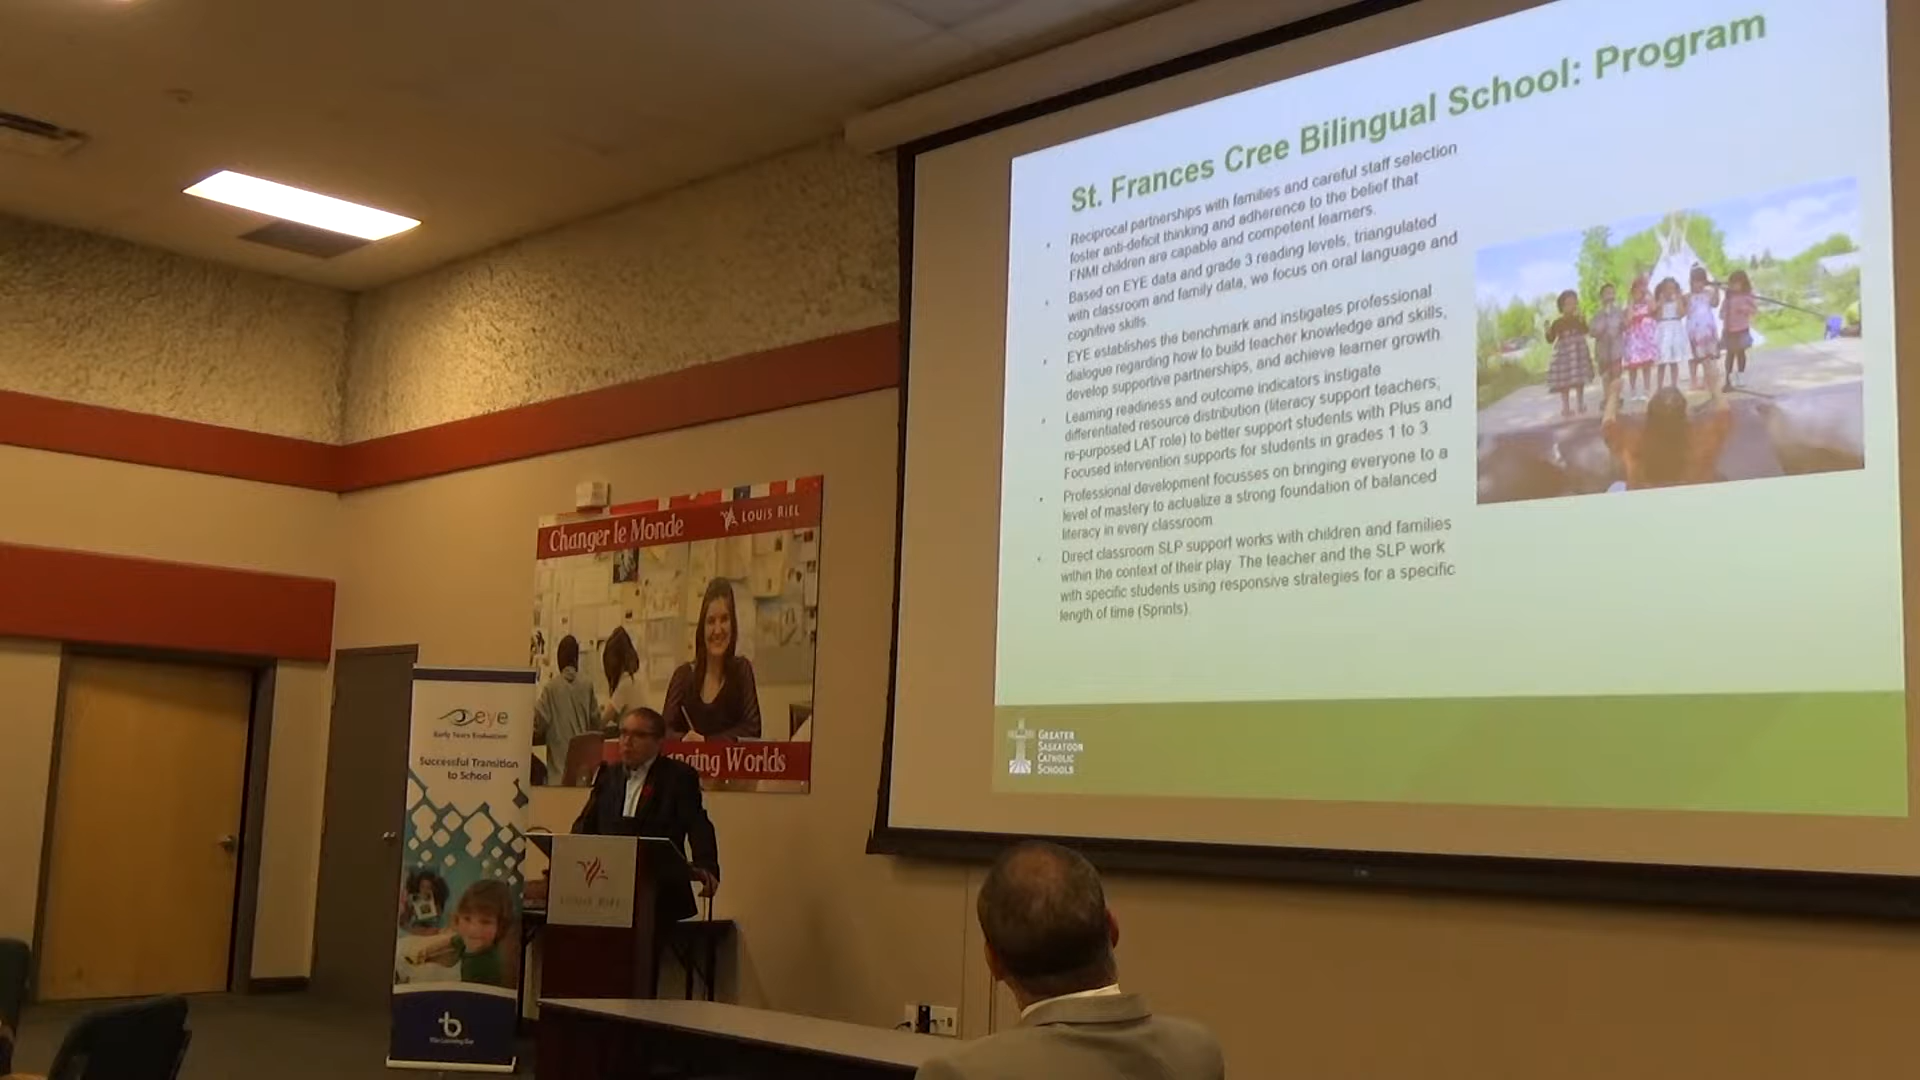 St. Frances Cree Bilingual School: Program
Reciprocal partnerships with families and careful staff selection
foster anti-deficit thinking and adherence to the belief that
FNMI children are capable and competent learners.
Based on EYE data and grade 3 reading levels, triangulated
with classroom and family data, we focus on oral language and
cognitive skills.
EYE establishes the benchmark and instigates professional
dialogue regarding how to build teacher knowledge and skills,
develop supportive partnerships, and achieve learner growth.
Learning readiness and outcome indicators instigate
differentiated resource distribution (literacy support teachers;
re-purposed LAT role) to better support students with Plus and
Focused intervention supports for students in grades 1 to 3.
Professional development focusses on bringing everyone to a
level of mastery to actualize a strong foundation of balanced
literacy in every classroom.
Direct classroom SLP support works with children and families
within the context of their play. The teacher and the SLP work
with specific students using responsive strategies for a specific
length of time (Sprints).
GREATER
SASKATOON
CATHOLIC
SCHOOLS
Changer le Monde
LOUIS RIEL
nging Worlds
eye
Early Years Evaluation
Successful Transition
to School
LOUIS RIEL
The Learning Bar